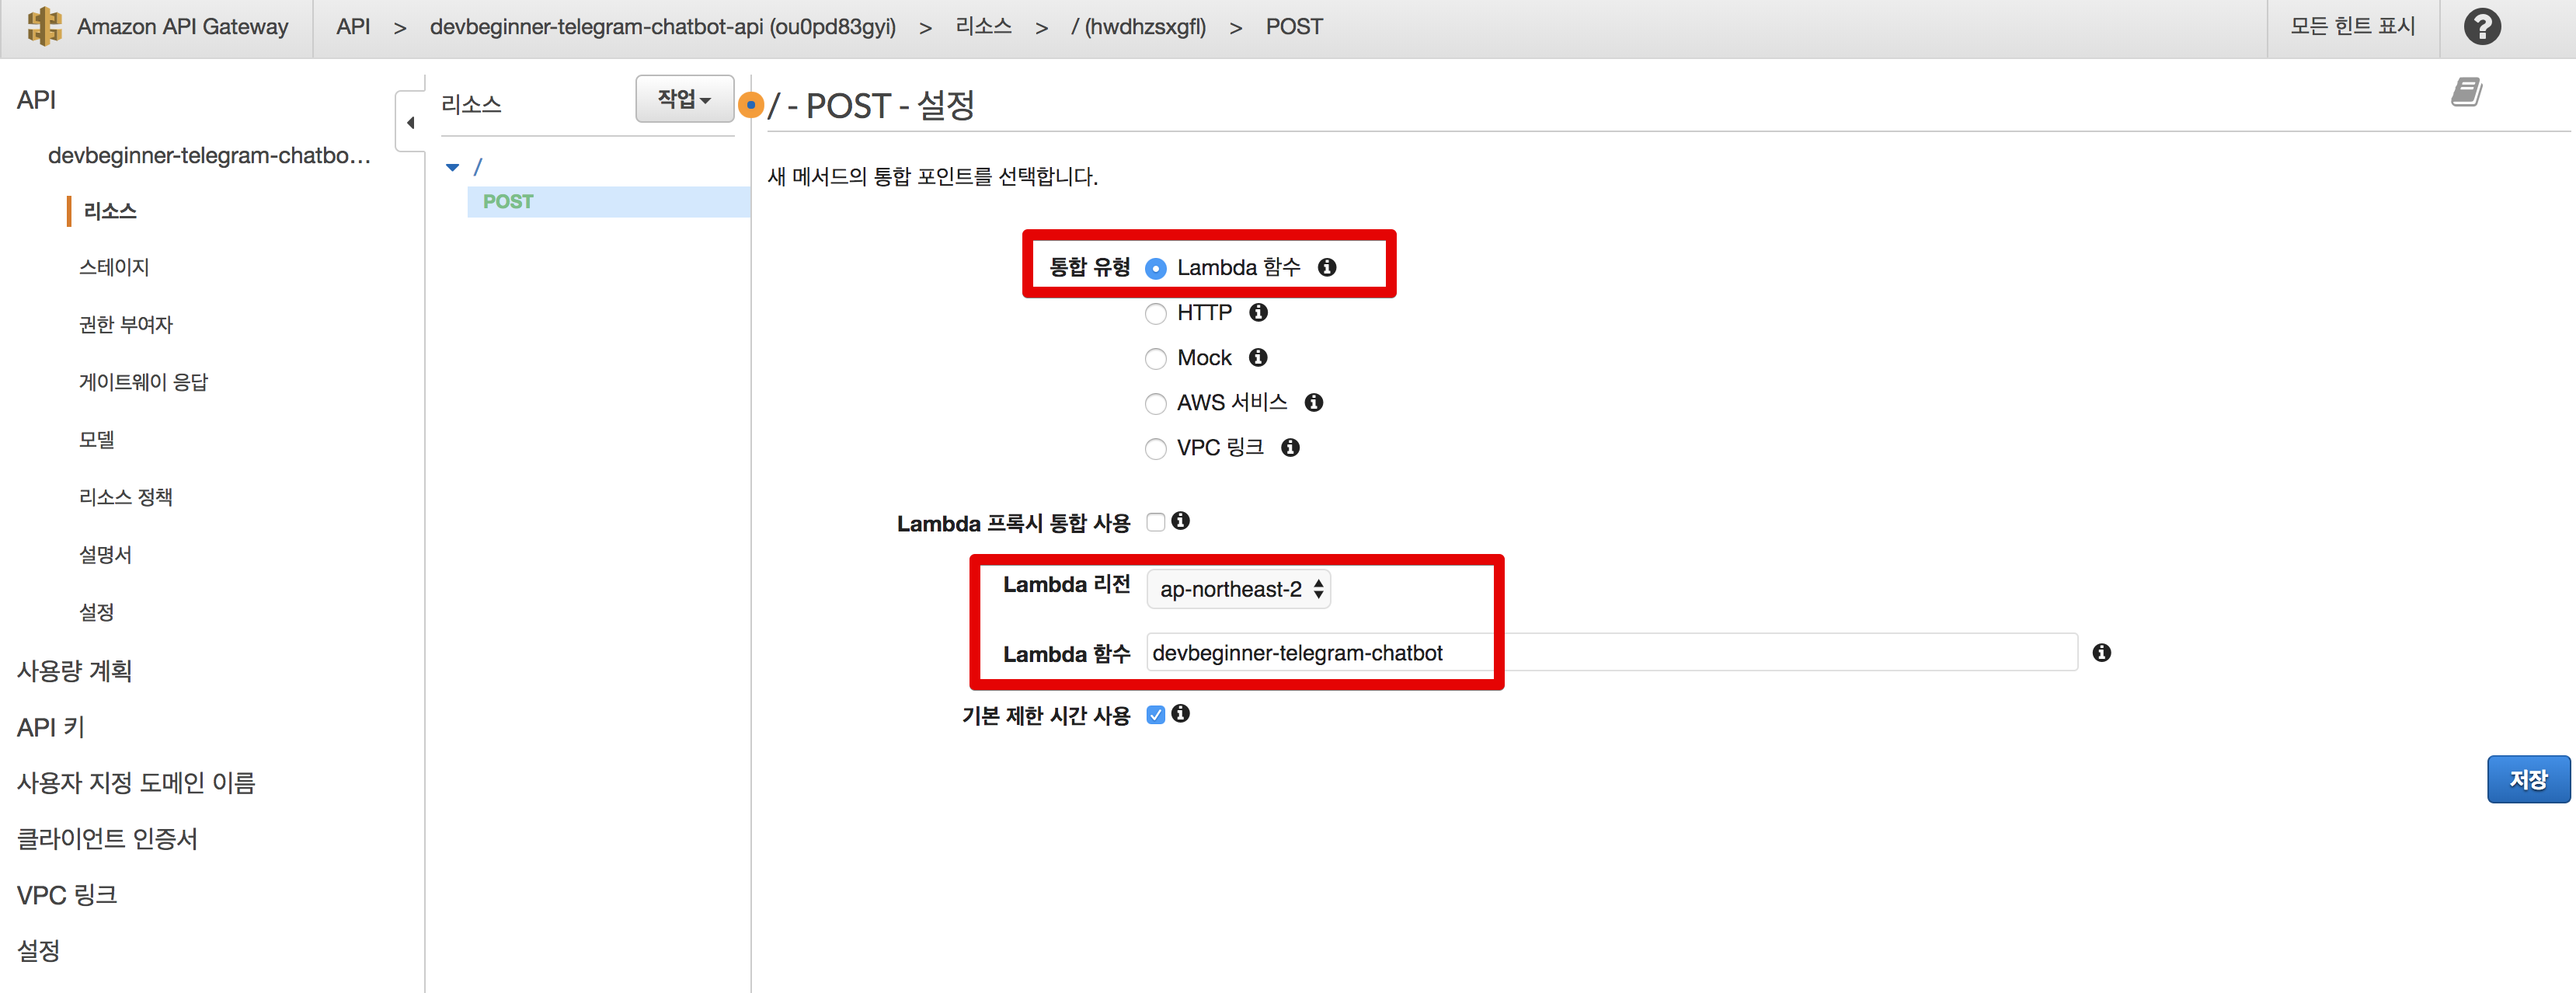 Amazon API Gateway
API > devbeginner-telegram-chatbot-api (ou0pd83gyi) > 리소스 > / (hwdhzsxgfl) > POST
모든 힌트 표시
API
devbeginner-telegram-chatbo...
리소스
스테이지
권한 부여자
게이트웨이 응답
모델
리소스 정책
설명서
설정
사용량 계획
API 키
사용자 지정 도메인 이름
클라이언트 인증서
VPC 링크
설정
리소스
작업
/
POST
/ - POST - 설정
새 메서드의 통합 포인트를 선택합니다.
통합 유형 Lambda 함수
HTTP
Mock
AWS 서비스
VPC 링크
Lambda 프록시 통합 사용
Lambda 리전 ap-northeast-2
Lambda 함수 devbeginner-telegram-chatbot
기본 제한 시간 사용
저장